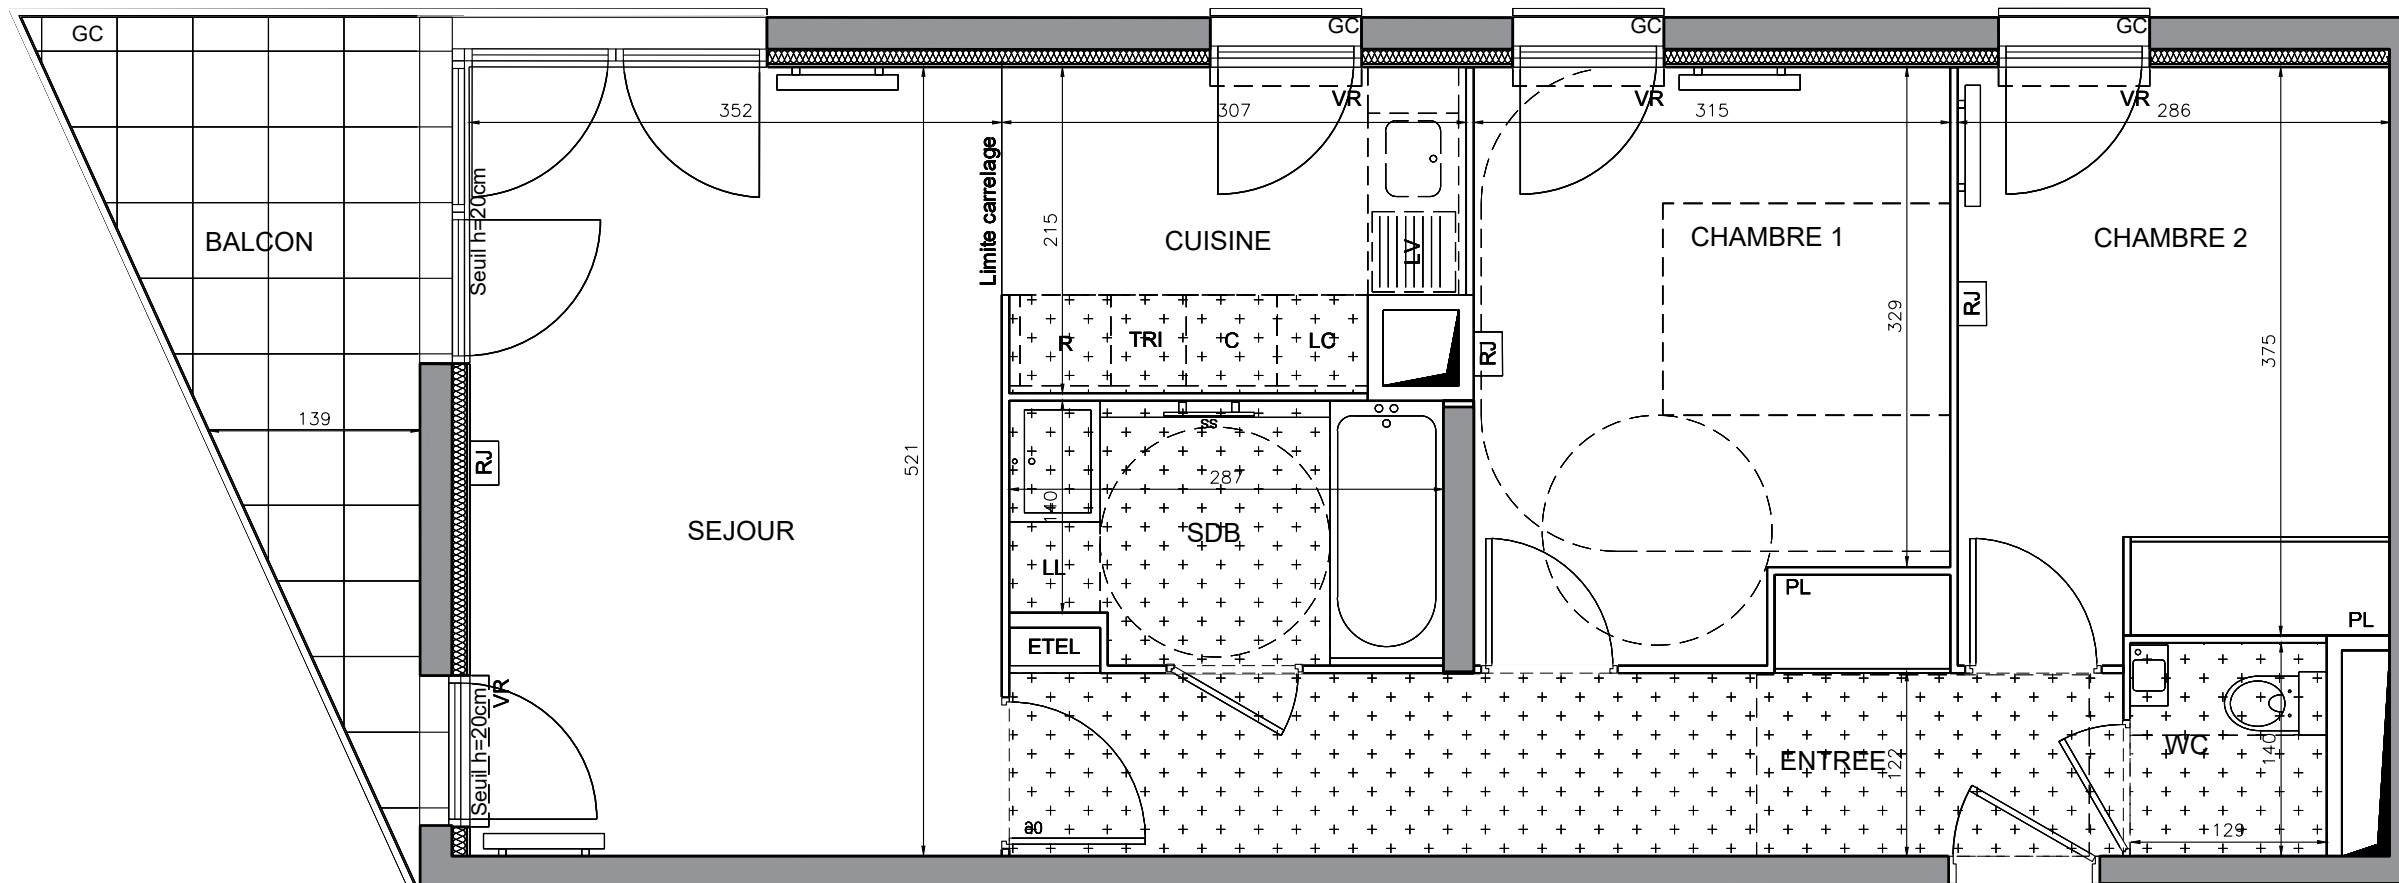 GC
GC
GC
GC
VR
VR
VR
352
307
315
286
Limite carrelage
Seuil h=20cm
BALCON
215
CUISINE
LV
CHAMBRE 1
CHAMBRE 2
RJ
329
375
R
TRI
C
LC
RJ
139
RJ
521
SS
287
140
SEJOUR
SDB
LL
PL
PL
ETEL
VR
Seuil h=20cm
WC
140
ENTREE
122
129